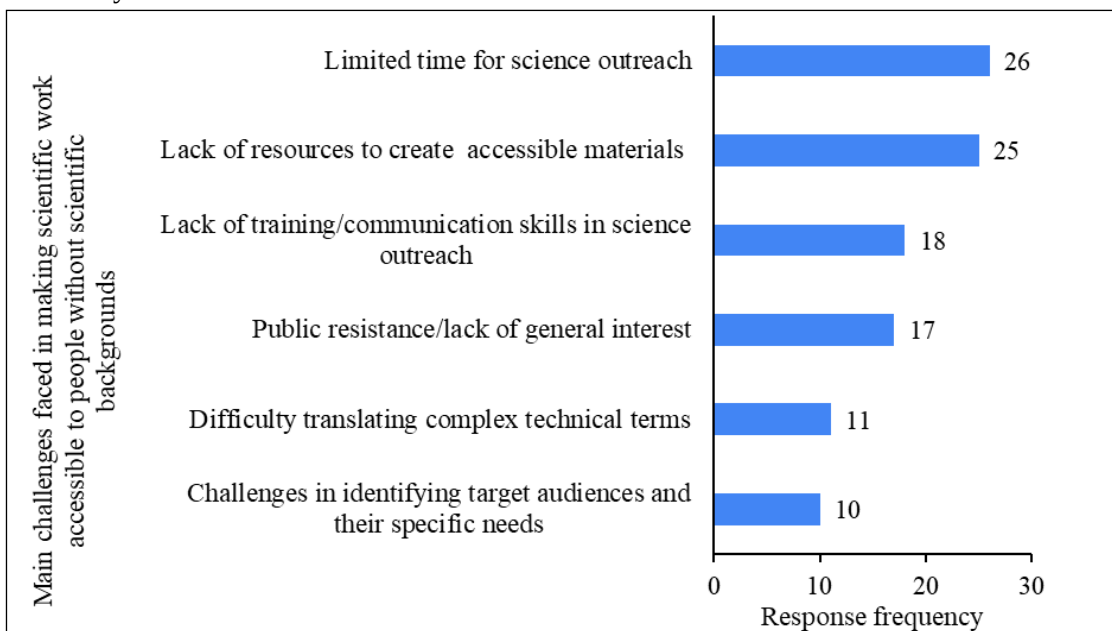 Main challenges faced in making scientific work
accessible to people without scientific
backgrounds
Limited time for science outreach
26
Lack of resources to create accessible materials
25
Lack of training/communication skills in science
outreach
18
Public resistance/lack of general interest
17
Difficulty translating complex technical terms
11
Challenges in identifying target audiences and
their specific needs
10
0 10 20 30
Response frequency